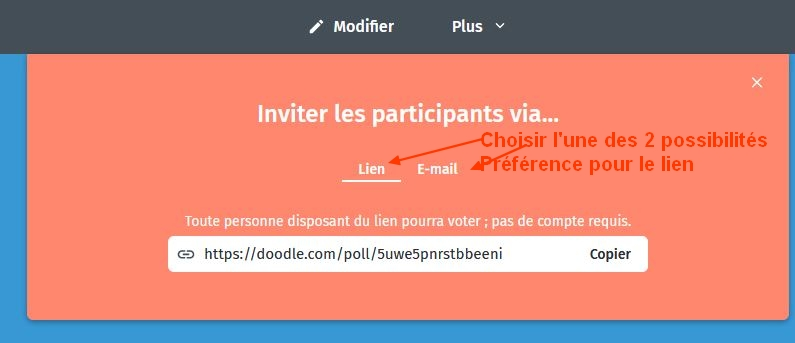 Modifier Plus
Inviter les participants via...
Choisir l'une des 2 possibilités
Lien E-mail Préférence pour le lien
Toute personne disposant du lien pourra voter ; pas de compte requis.
https://doodle.com/poll/5uwe5pnrstbbeeni Copier